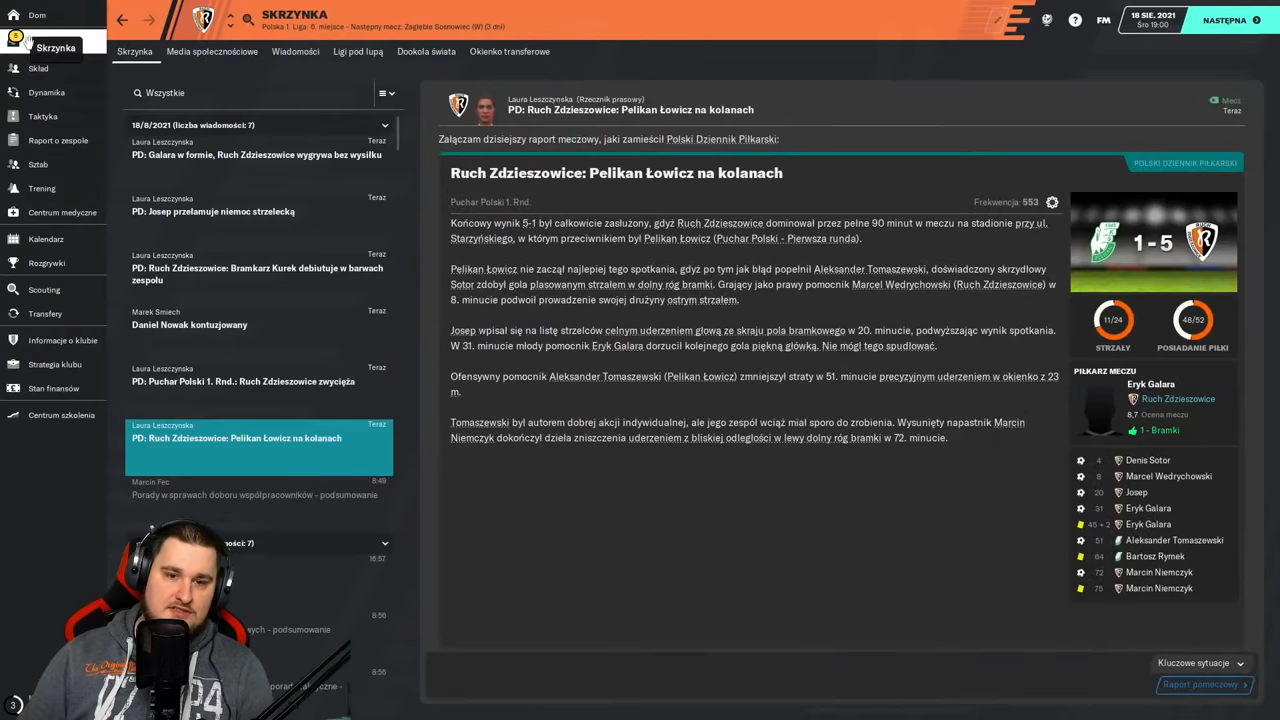 Dom
5
Skrzynka
Skład
Dynamika
Taktyka
Raport o zespole
Sztab
Trening
Centrum medyczne
Kalendarz
Rozgrywki
Scouting
Transfery
Informacje o klubie
Strategia klubu
Stan finansów
Centrum szkolenia
3
SKRZYNKA
Polska 1. Liga: 6. miejsce - Następny mecz: Zagłębie Sosnowiec (W) (3 dni)
FM
18 SIE. 2021
Śro 19:00
NASTĘPNA
Skrzynka
Media społecznościowe
Wiadomości
Ligi pod lupą
Dookoła świata
Okienko transferowe
Wszystkie
18/8/2021 (liczba wiadomości: 7)
Laura Leszczynska Teraz
PD: Galara w formie, Ruch Zdzieszowice wygrywa bez wysiłku
Laura Leszczynska Teraz
PD: Josep przełamuje niemoc strzelecką
Laura Leszczynska Teraz
PD: Ruch Zdzieszowice: Bramkarz Kurek debiutuje w barwach
zespołu
Marek Smiech Teraz
Daniel Nowak kontuzjowany
Laura Leszczynska Teraz
PD: Puchar Polski 1. Rnd.: Ruch Zdzieszowice zwycięża
Laura Leszczynska Teraz
PD: Ruch Zdzieszowice: Pelikan Łowicz na kolanach
Marcin Fec 8:49
Porady w sprawach doboru współpracowników - podsumowanie
7)
16:57
8:56
podsumowanie
8:56
Laura Leszczynska (Rzecznik prasowy)
PD: Ruch Zdzieszowice: Pelikan Łowicz na kolanach
Mecz
Teraz
Załączam dzisiejszy raport meczowy, jaki zamieścił Polski Dziennik Piłkarski:
POLSKI DZIENNIK PIŁKARSKI
Ruch Zdzieszowice: Pelikan Łowicz na kolanach
Puchar Polski 1. Rnd. Frekwencja: 553
Końcowy wynik 5-1 był całkowicie zasłużony, gdyż Ruch Zdzieszowice dominował przez pełne 90 minut w meczu na stadionie przy ul.
Starzyńskiego, w którym przeciwnikiem był Pelikan Łowicz (Puchar Polski - Pierwsza runda).
Pelikan Łowicz nie zaczął najlepiej tego spotkania, gdyż po tym jak błąd popełnił Aleksander Tomaszewski, doświadczony skrzydłowy
Sotor zdobył gola plasowanym strzałem w dolny róg bramki. Grający jako prawy pomocnik Marcel Wedrychowski (Ruch Zdzieszowice) w
8. minucie podwoił prowadzenie swojej drużyny ostrym strzałem.
Josep wpisał się na listę strzelców celnym uderzeniem głową ze skraju pola bramkowego w 20. minucie, podwyższając wynik spotkania.
W 31. minucie młody pomocnik Eryk Galara dorzucił kolejnego gola piękną główką. Nie mógł tego spudłować.
Ofensywny pomocnik Aleksander Tomaszewski (Pelikan Łowicz) zmniejszył straty w 51. minucie precyzyjnym uderzeniem w okienko z 23
m.
Tomaszewski był autorem dobrej akcji indywidualnej, ale jego zespół wciąż miał sporo do zrobienia. Wysunięty napastnik Marcin
Niemczyk dokończył dzieła zniszczenia uderzeniem z bliskiej odległości w lewy dolny róg bramki w 72. minucie.
1 - 5
11/24
STRZAŁY
48/52
POSIADANIE PIŁKI
PIŁKARZ MECZU
Eryk Galara
Ruch Zdzieszowice
8,7 Ocena meczu
1 - Bramki
4 Denis Sotor
8 Marcel Wedrychowski
20 Josep
31 Eryk Galara
45 + 2 Eryk Galara
51 Aleksander Tomaszewski
64 Bartosz Rymek
72 Marcin Niemczyk
75 Marcin Niemczyk
Kluczowe sytuacje
Raport pomeczowy